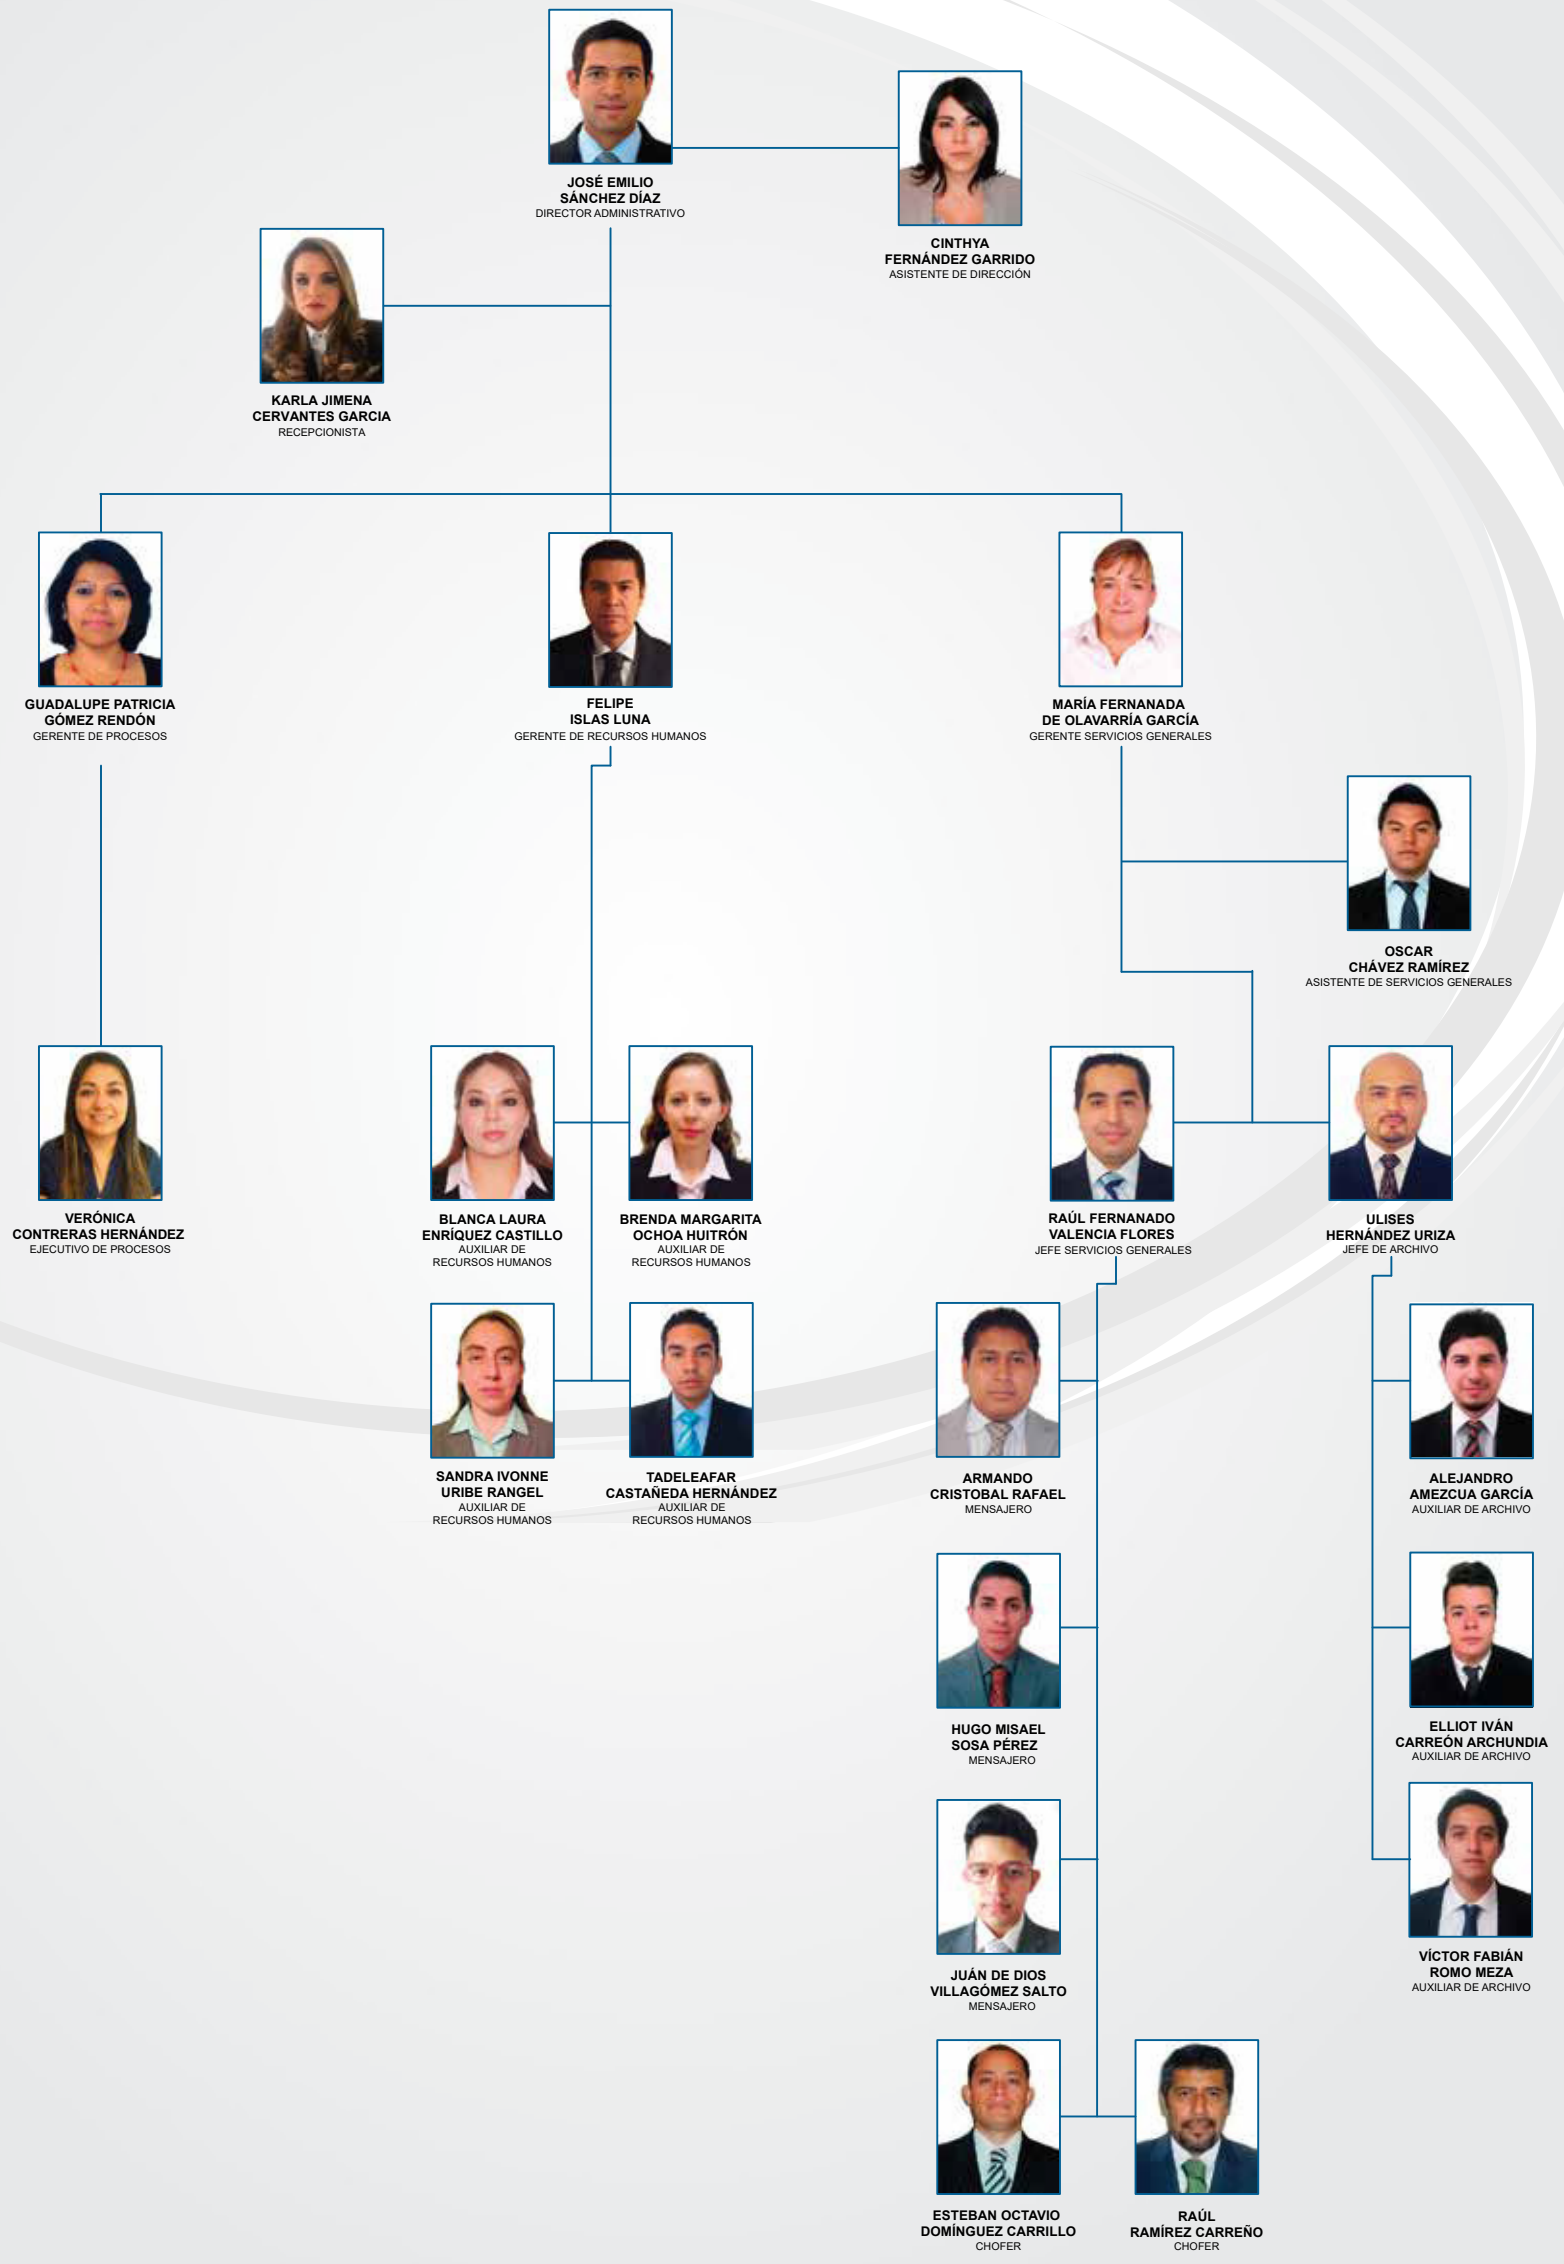 JOSÉ EMILIO
SÁNCHEZ DÍAZ
DIRECTOR ADMINISTRATIVO
CINTHYA
FERNÁNDEZ GARRIDO
ASISTENTE DE DIRECCIÓN
KARLA JIMENA
CERVANTES GARCIA
RECEPCIONISTA
GUADALUPE PATRICIA
GÓMEZ RENDÓN
GERENTE DE PROCESOS
FELIPE
ISLAS LUNA
GERENTE DE RECURSOS HUMANOS
MARÍA FERNANADA
DE OLAVARRÍA GARCÍA
GERENTE SERVICIOS GENERALES
OSCAR
CHÁVEZ RAMÍREZ
ASISTENTE DE SERVICIOS GENERALES
VERÓNICA
CONTRERAS HERNÁNDEZ
EJECUTIVO DE PROCESOS
BLANCA LAURA
ENRÍQUEZ CASTILLO
AUXILIAR DE
RECURSOS HUMANOS
BRENDA MARGARITA
OCHOA HUITRÓN
AUXILIAR DE
RECURSOS HUMANOS
RAÚL FERNANADO
VALENCIA FLORES
JEFE SERVICIOS GENERALES
ULISES
HERNÁNDEZ URIZA
JEFE DE ARCHIVO
SANDRA IVONNE
URIBE RANGEL
AUXILIAR DE
RECURSOS HUMANOS
TADELEAFAR
CASTAÑEDA HERNÁNDEZ
AUXILIAR DE
RECURSOS HUMANOS
ARMANDO
CRISTOBAL RAFAEL
MENSAJERO
ALEJANDRO
AMEZCUA GARCÍA
AUXILIAR DE ARCHIVO
HUGO MISAEL
SOSA PÉREZ
MENSAJERO
ELLIOT IVÁN
CARREÓN ARCHUNDIA
AUXILIAR DE ARCHIVO
JUÁN DE DIOS
VILLAGÓMEZ SALTO
MENSAJERO
VÍCTOR FABIÁN
ROMO MEZA
AUXILIAR DE ARCHIVO
ESTEBAN OCTAVIO
DOMÍNGUEZ CARRILLO
CHOFER
RAÚL
RAMÍREZ CARREÑO
CHOFER